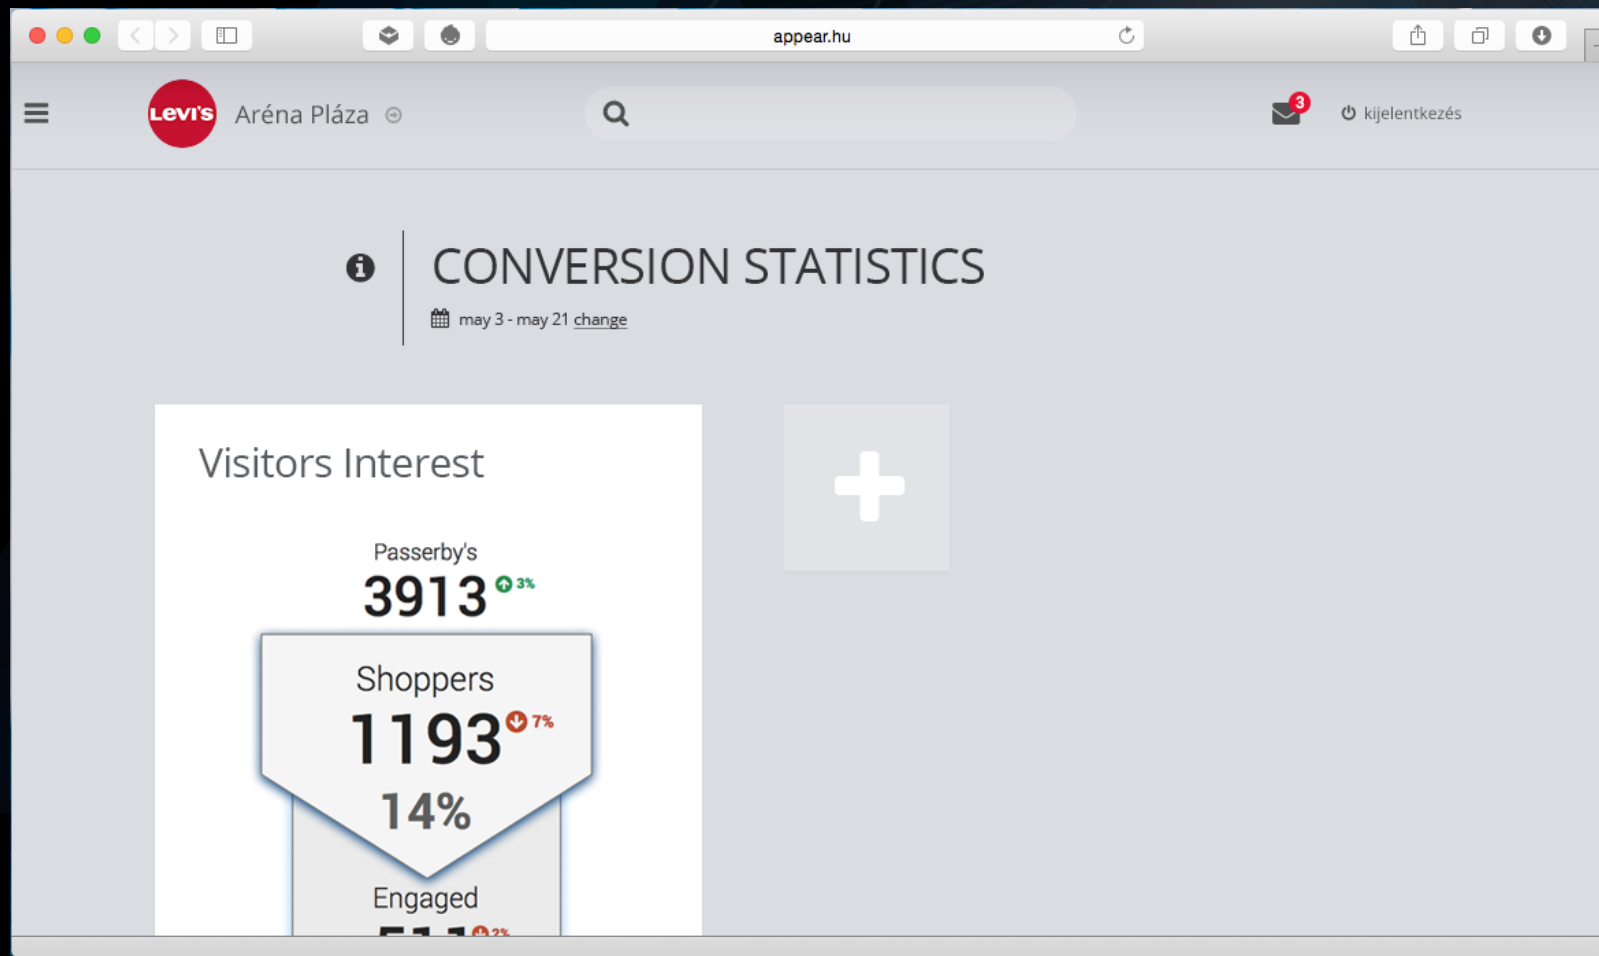 appear.hu
LEVI'S
Aréna Pláza
3
kijelentkezés
CONVERSION STATISTICS
may 3 - may 21 change
Visitors Interest
Passerby's
3913 3%
Shoppers
1193 7%
14%
Engaged
2%